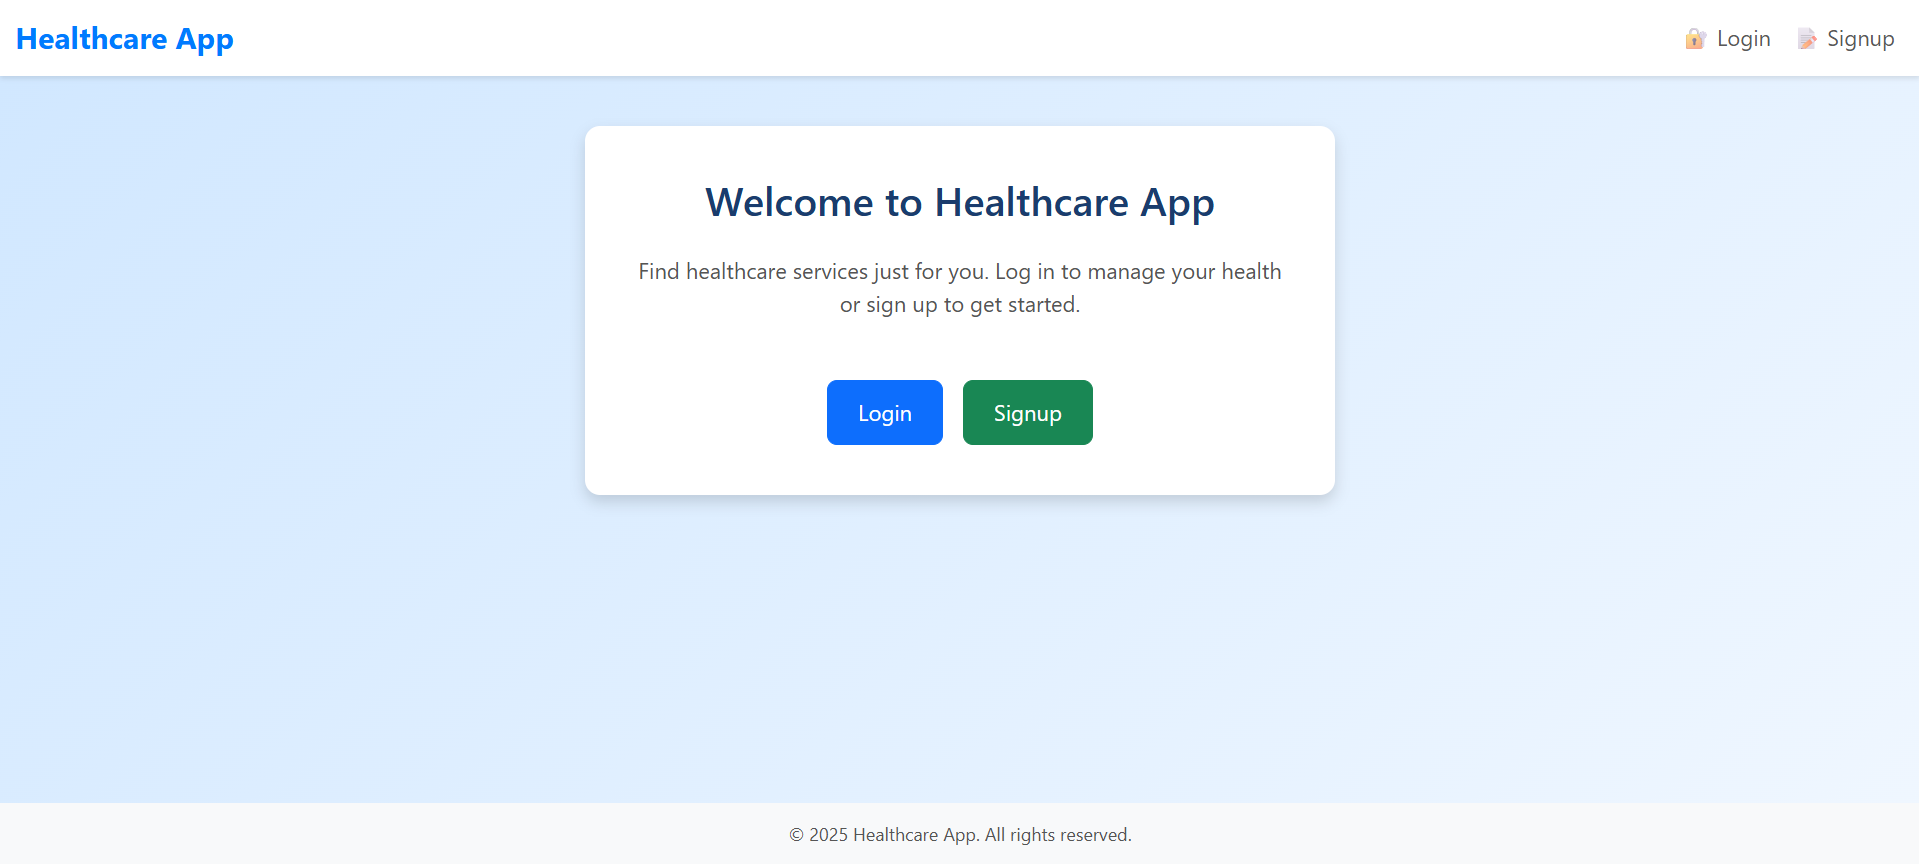 Healthcare App
Login
Signup
Welcome to Healthcare App
Find healthcare services just for you. Log in to manage your health
or sign up to get started.
Login
Signup
© 2025 Healthcare App. All rights reserved.